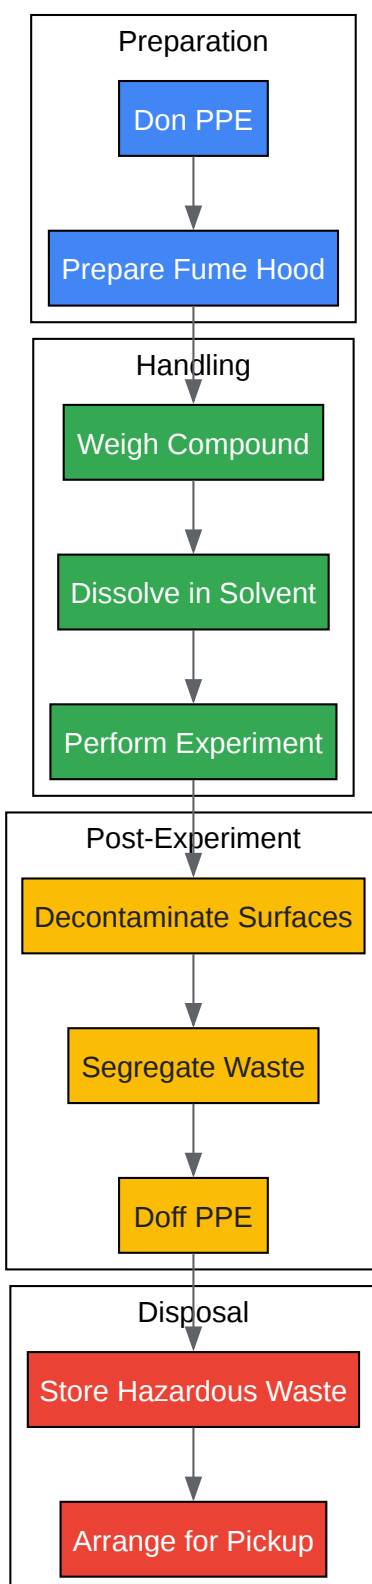 Preparation
Don PPE
Prepare Fume Hood
Handling
Weigh Compound
Dissolve in Solvent
Perform Experiment
Post-Experiment
Decontaminate Surfaces
Segregate Waste
Doff PPE
Disposal
Store Hazardous Waste
Arrange for Pickup